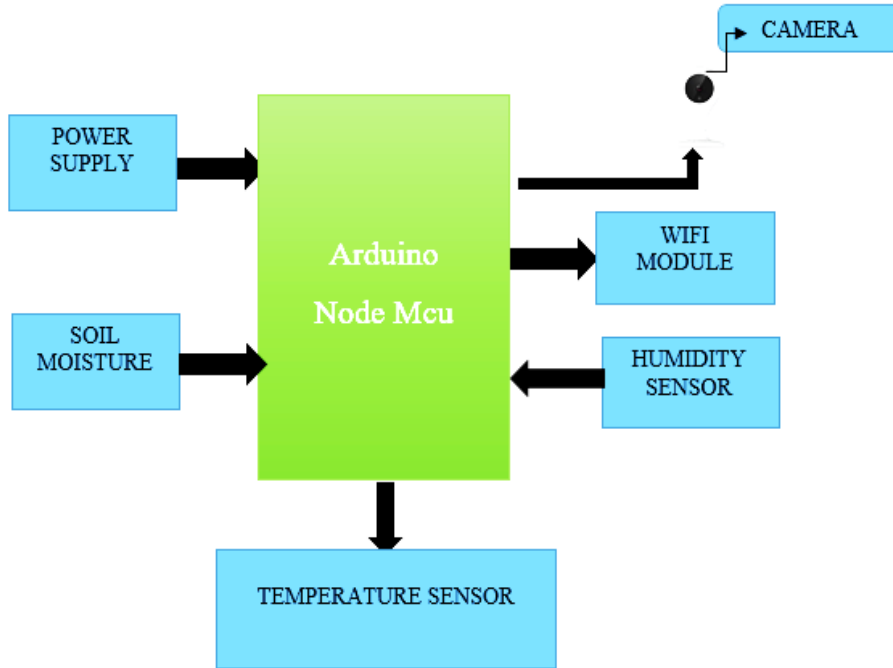 CAMERA
POWER
SUPPLY
Arduino
Node Mcu
WIFI
MODULE
SOIL
MOISTURE
HUMIDITY
SENSOR
TEMPERATURE SENSOR